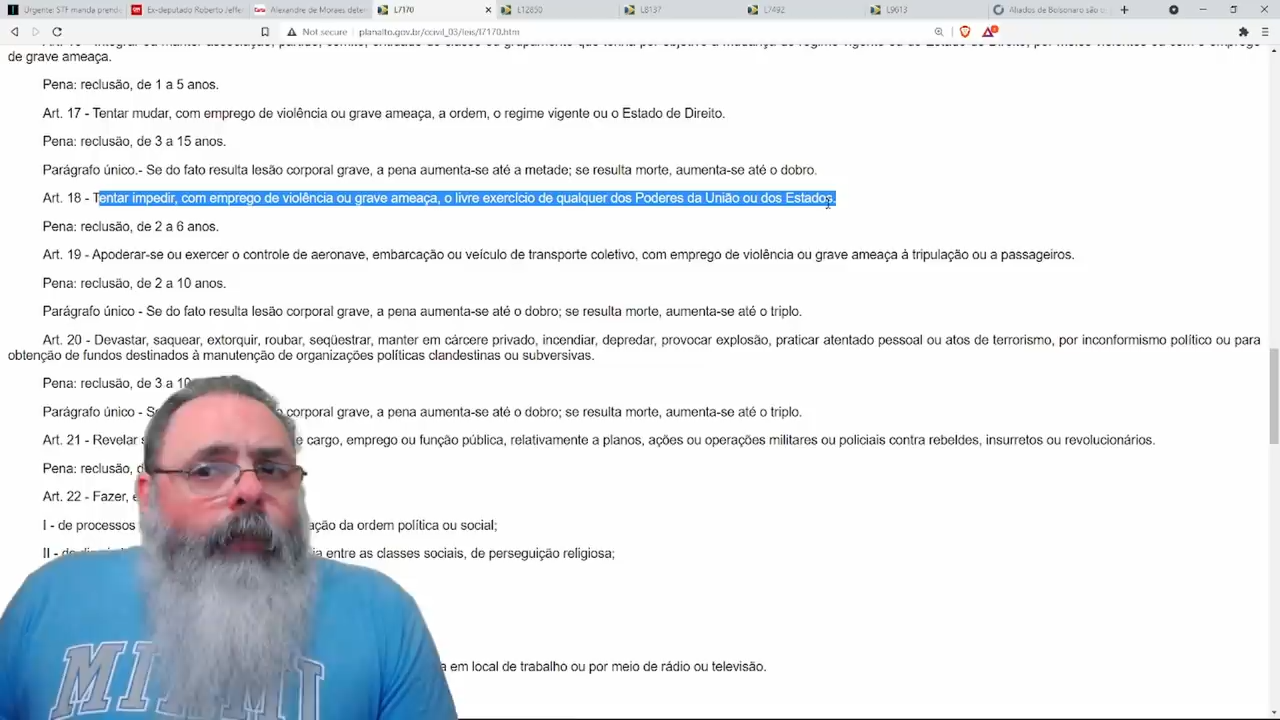 Urgente: STF manda prende
Ex-deputado Roberto Jeffe
Alexandre de Moraes deter
L7170
L12850
L8137
L7492
L9613
Aliados de Bolsonaro são
Not secure
planalto.gov.br/ccivil_03/leis/l7170.htm
de grave ameaça.
Pena: reclusão, de 1 a 5 anos.
Art. 17 - Tentar mudar, com emprego de violência ou grave ameaça, a ordem, o regime vigente ou o Estado de Direito.
Pena: reclusão, de 3 a 15 anos.
Parágrafo único.- Se do fato resulta lesão corporal grave, a pena aumenta-se até a metade; se resulta morte, aumenta-se até o dobro.
Art. 18 - Tentar impedir, com emprego de violência ou grave ameaça, o livre exercício de qualquer dos Poderes da União ou dos Estados.
Pena: reclusão, de 2 a 6 anos.
Art. 19 - Apoderar-se ou exercer o controle de aeronave, embarcação ou veículo de transporte coletivo, com emprego de violência ou grave ameaça à tripulação ou a passageiros.
Pena: reclusão, de 2 a 10 anos.
Parágrafo único - Se do fato resulta lesão corporal grave, a pena aumenta-se até o dobro; se resulta morte, aumenta-se até o triplo.
Art. 20 - Devastar, saquear, extorquir, roubar, seqüestrar, manter em cárcere privado, incendiar, depredar, provocar explosão, praticar atentado pessoal ou atos de terrorismo, por inconformismo político ou para
obtenção de fundos destinados à manutenção de organizações políticas clandestinas ou subversivas.
Pena: reclusão, de 3 a 10
Parágrafo único - corporal grave, a pena aumenta-se até o dobro; se resulta morte, aumenta-se até o triplo.
Art. 21 - Revelar cargo, emprego ou função pública, relativamente a planos, ações ou operações militares ou policiais contra rebeldes, insurretos ou revolucionários.
Pena: reclusão,
Art. 22 - Fazer,
I - de processos ação da ordem política ou social;
II - entre as classes sociais, de perseguição religiosa;
em local de trabalho ou por meio de rádio ou televisão.
MIAMI